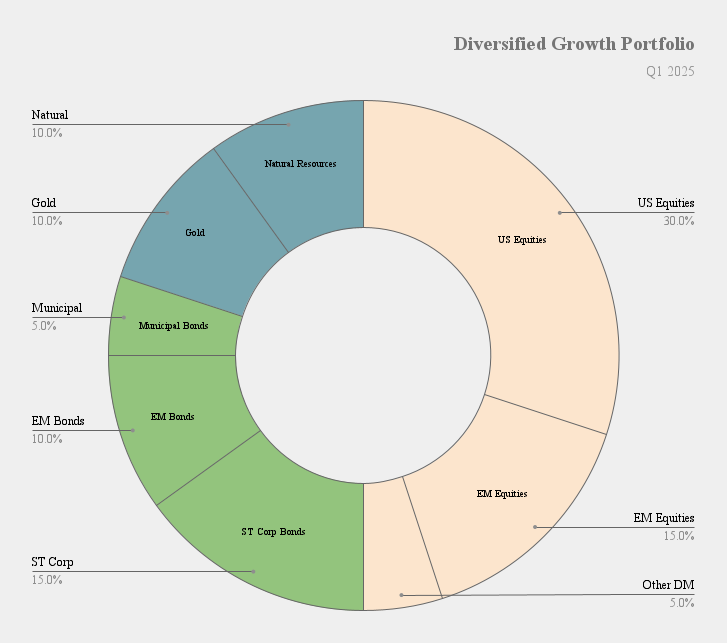 Diversified Growth Portfolio
Q1 2025
Natural
10.0%
Natural Resources
Gold
10.0%
Gold
US Equities
30.0%
US Equities
Municipal
5.0%
Municipal Bonds
EM Bonds
10.0%
EM Bonds
EM Equities
EM Equities
15.0%
ST Corp Bonds
ST Corp
15.0%
Other DM
5.0%